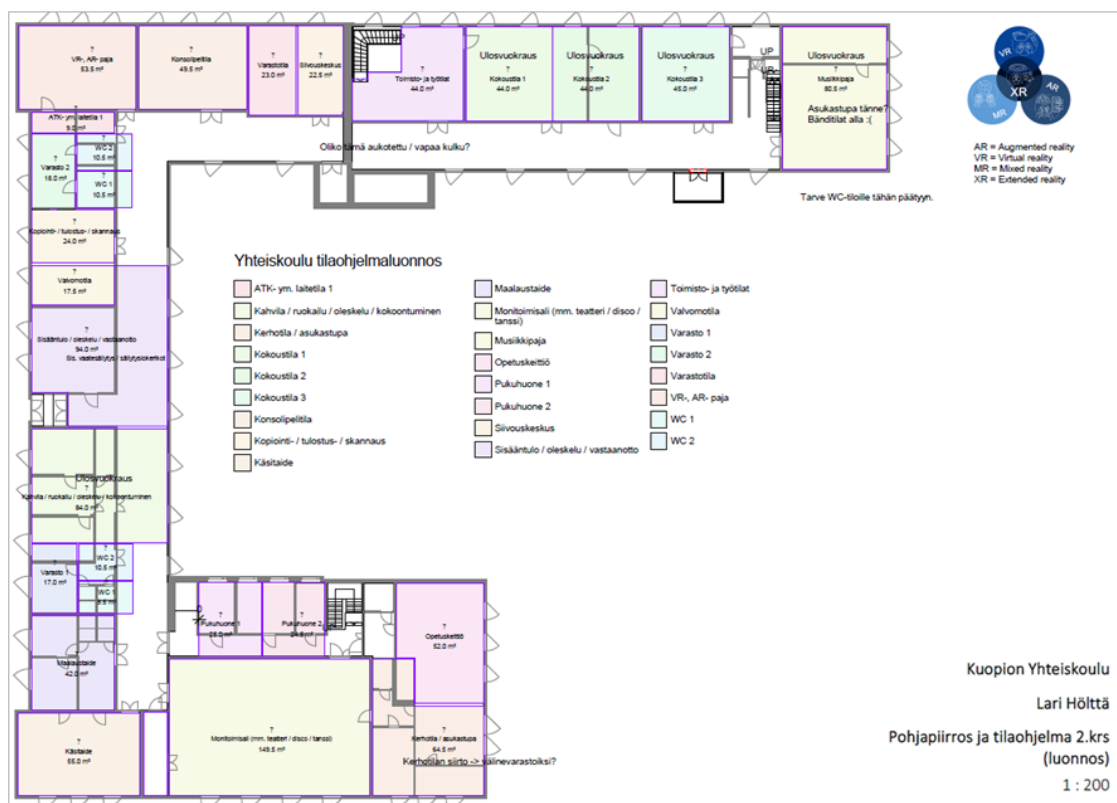 ?
VR-, AR- paja
53.5 m²
?
Konsolipelitila
49.5 m²
?
Varastotila
23.0 m²
?
Siivouskeskus
22.5 m²
?
Toimisto- ja työtilat
44.0 m²
Ulosvuokraus
?
Kokoustila 1
44.0 m²
Ulosvuokraus
?
Kokoustila 2
44.0 m²
Ulosvuokraus
?
Kokoustila 3
45.0 m²
UP
Ulosvuokraus
?
Musiikkipaja
80.5 m²
Asukastupa tänne?
Bänditilat alla :(
VR
XR
AR
MR
AR = Augmented reality
VR = Virtual reality
MR = Mixed reality
XR = Extended reality
Tarve WC-tiloille tähän päätyyn.
Oliko tämä aukotettu / vapaa kulku?
ATK- ym. laitetila 1
9.0 m²
?
WC 2
10.5 m²
?
Varasto 2
18.0 m²
?
WC 1
10.5 m²
?
Kopiointi- / tulostus- / skannaus
24.0 m²
?
Valvomotila
17.5 m²
?
Sisääntulo / oleskelu / vastaanotto
94.0 m²
Sis. vaatesäilytys / säilytyslokerikot
Ulosvuokraus
?
Kahvila / ruokailu / oleskelu / kokoontuminen
?
WC 2
10.5 m²
?
Varasto 1
17.0 m²
?
WC 1
?
Maalaustaide
42.0 m²
?
Käsitaide
55.0 m²
?
Pukuhuone 1
25.0 m²
?
Pukuhuone 2
24.5 m²
?
Opetuskeittiö
52.0 m²
?
Monitoimisali (mm. teatteri / disco / tanssi)
149.5 m²
?
Kerhotila / asukastupa
64.5 m²
Kerhotilan siirto -> välinevarastoiksi?
Yhteiskoulu tilaohjelmaluonnos
ATK- ym. laitetila 1
Kahvila / ruokailu / oleskelu / kokoontuminen
Kerhotila / asukastupa
Kokoustila 1
Kokoustila 2
Kokoustila 3
Konsolipelitila
Kopiointi- / tulostus- / skannaus
Käsitaide
Maalaustaide
Monitoimisali (mm. teatteri / disco /
tanssi)
Musiikkipaja
Opetuskeittiö
Pukuhuone 1
Pukuhuone 2
Siivouskeskus
Sisääntulo / oleskelu / vastaanotto
Toimisto- ja työtilat
Valvomotila
Varasto 1
Varasto 2
Varastotila
VR-, AR- paja
WC 1
WC 2
Kuopion Yhteiskoulu
Lari Hölttä
Pohjapiirros ja tilaohjelma 2.krs
(luonnos)
1 : 200